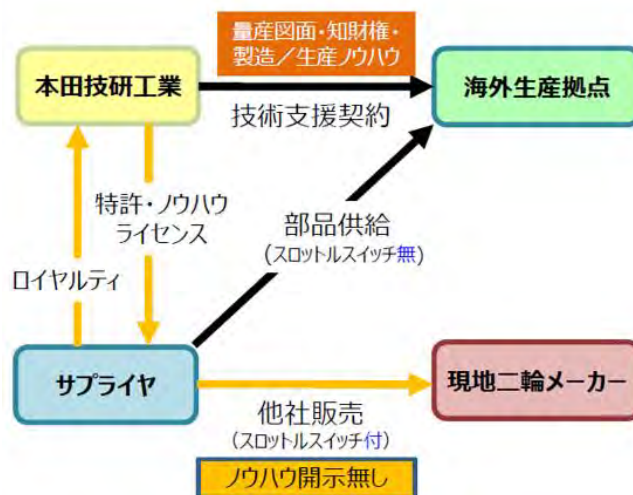 量産図面・知財権・
製造／生産ノウハウ
本田技研工業
海外生産拠点
技術支援契約
特許・ノウハウ
ライセンス
部品供給
（スロットルスイッチ無）
ロイヤルティ
サプライヤ
現地二輪メーカー
他社販売
（スロットルスイッチ付）
ノウハウ開示無し